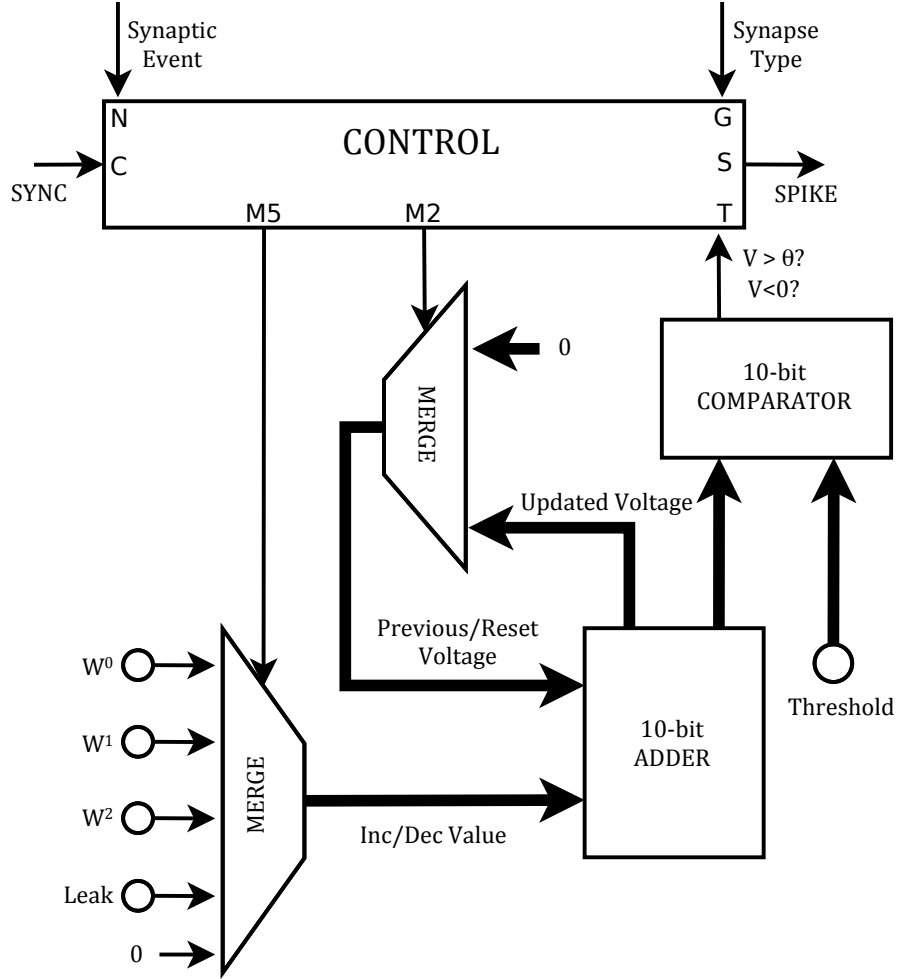 Synaptic
Event
Synapse
Type
N
G
CONTROL
C
S
SYNC
SPIKE
M5
M2
T
V > θ?
V<0?
0
10-bit
COMPARATOR
MERGE
Updated Voltage
Previous/Reset
Voltage
W⁰
Threshold
10-bit
ADDER
W¹
MERGE
W²
Inc/Dec Value
Leak
0